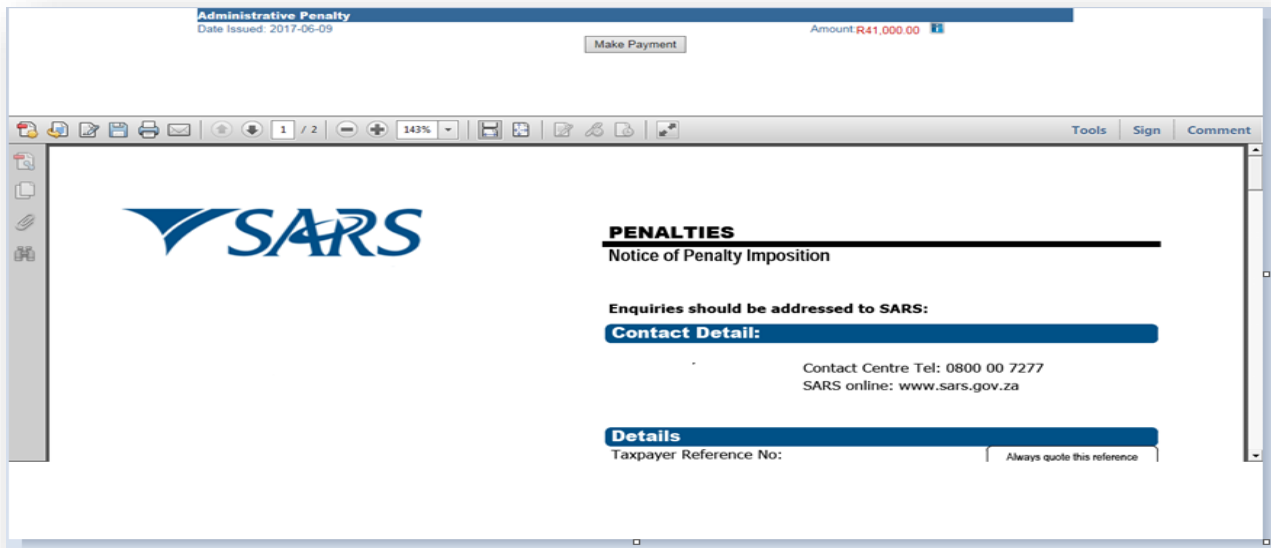 Administrative Penalty
Date Issued: 2017-06-09 Amount:R41,000.00
Make Payment
1 / 2 143% Tools Sign Comment
SARS
PENALTIES
Notice of Penalty Imposition
Enquiries should be addressed to SARS:
Contact Detail:
Contact Centre Tel: 0800 00 7277
SARS online: www.sars.gov.za
Details
Taxpayer Reference No: Always quote this reference